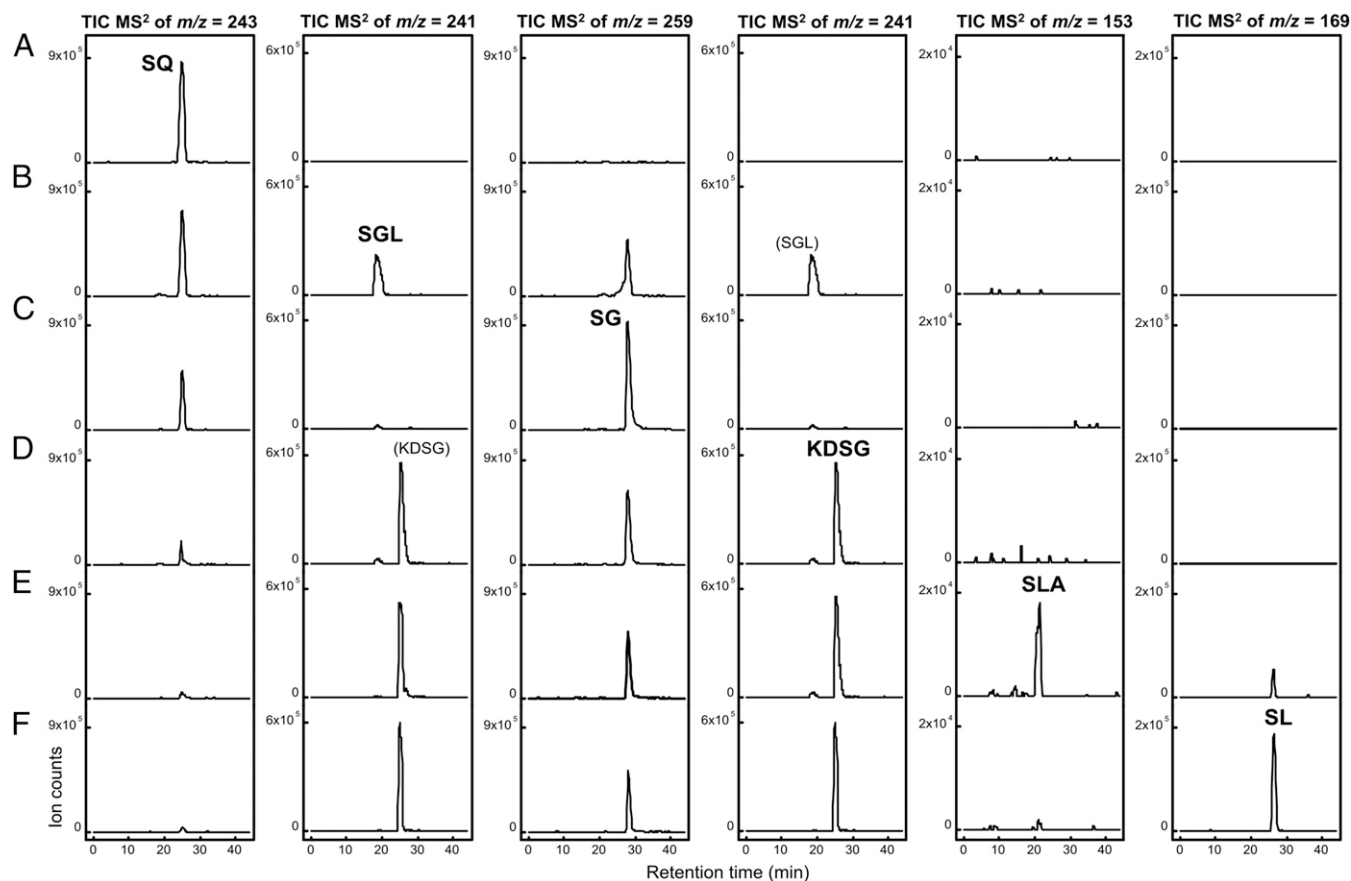 TIC MS² of m/z = 243 TIC MS² of m/z = 241 TIC MS² of m/z = 259 TIC MS² of m/z = 241 TIC MS² of m/z = 153 TIC MS² of m/z = 169
A
9x10⁵ 6x10⁵ 9x10⁵ 6x10⁵ 2x10⁴ 2x10⁵
SQ
0 0 0 0 0 0
B
9x10⁵ 6x10⁵ 9x10⁵ 6x10⁵ 2x10⁴ 2x10⁵
SGL (SGL)
0 0 0 0 0 0
C
9x10⁵ 6x10⁵ 9x10⁵ 6x10⁵ 2x10⁴ 2x10⁵
SG
0 0 0 0 0 0
D
9x10⁵ 6x10⁵ 9x10⁵ 6x10⁵ 2x10⁴ 2x10⁵
(KDSG) KDSG
0 0 0 0 0 0
E
9x10⁵ 6x10⁵ 9x10⁵ 6x10⁵ 2x10⁴ 2x10⁵
SLA
0 0 0 0 0 0
F
9x10⁵ 6x10⁵ 9x10⁵ 6x10⁵ 2x10⁴ 2x10⁵
SL
Ion counts
0 0 0 0 0 0
0 10 20 30 40 0 10 20 30 40 0 10 20 30 40 0 10 20 30 40 0 10 20 30 40 0 10 20 30 40
Retention time (min)